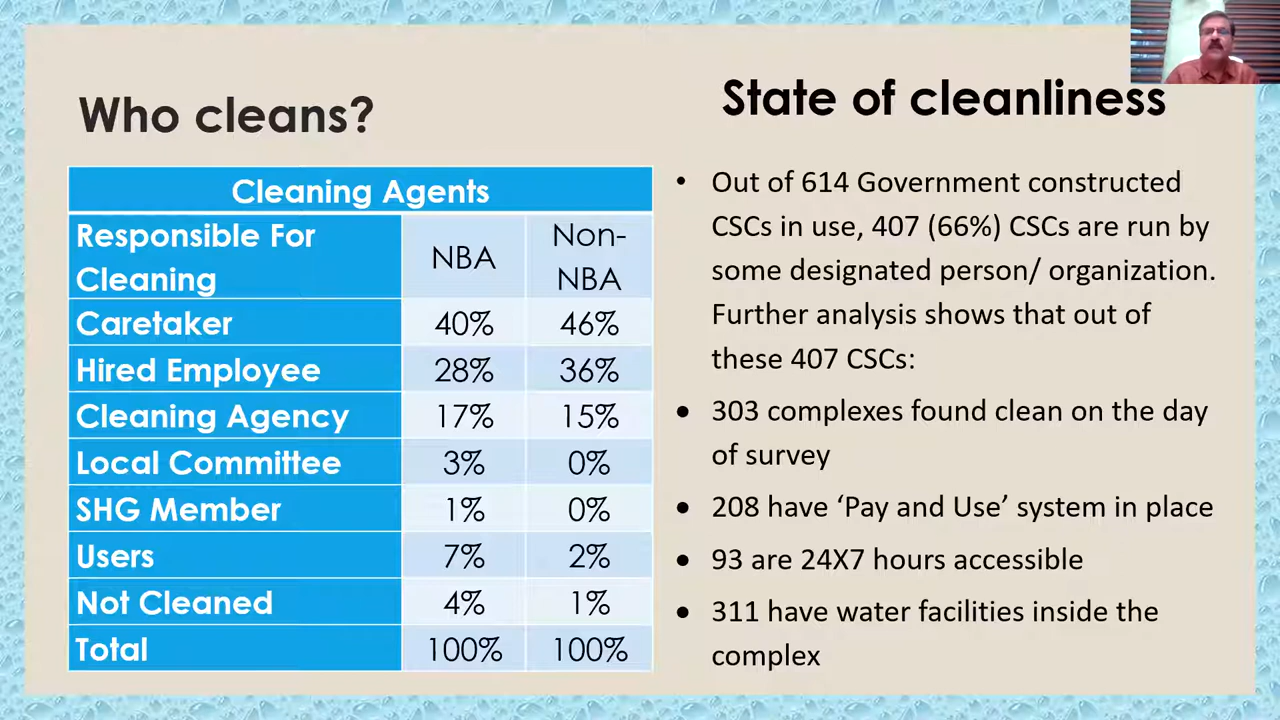 Who cleans?
Cleaning Agents
Responsible For Cleaning NBA Non-NBA
Caretaker 40% 46%
Hired Employee 28% 36%
Cleaning Agency 17% 15%
Local Committee 3% 0%
SHG Member 1% 0%
Users 7% 2%
Not Cleaned 4% 1%
Total 100% 100%
State of cleanliness
• Out of 614 Government constructed
CSCs in use, 407 (66%) CSCs are run by
some designated person/ organization.
Further analysis shows that out of
these 407 CSCs:
• 303 complexes found clean on the day
of survey
• 208 have ‘Pay and Use’ system in place
• 93 are 24X7 hours accessible
• 311 have water facilities inside the
complex